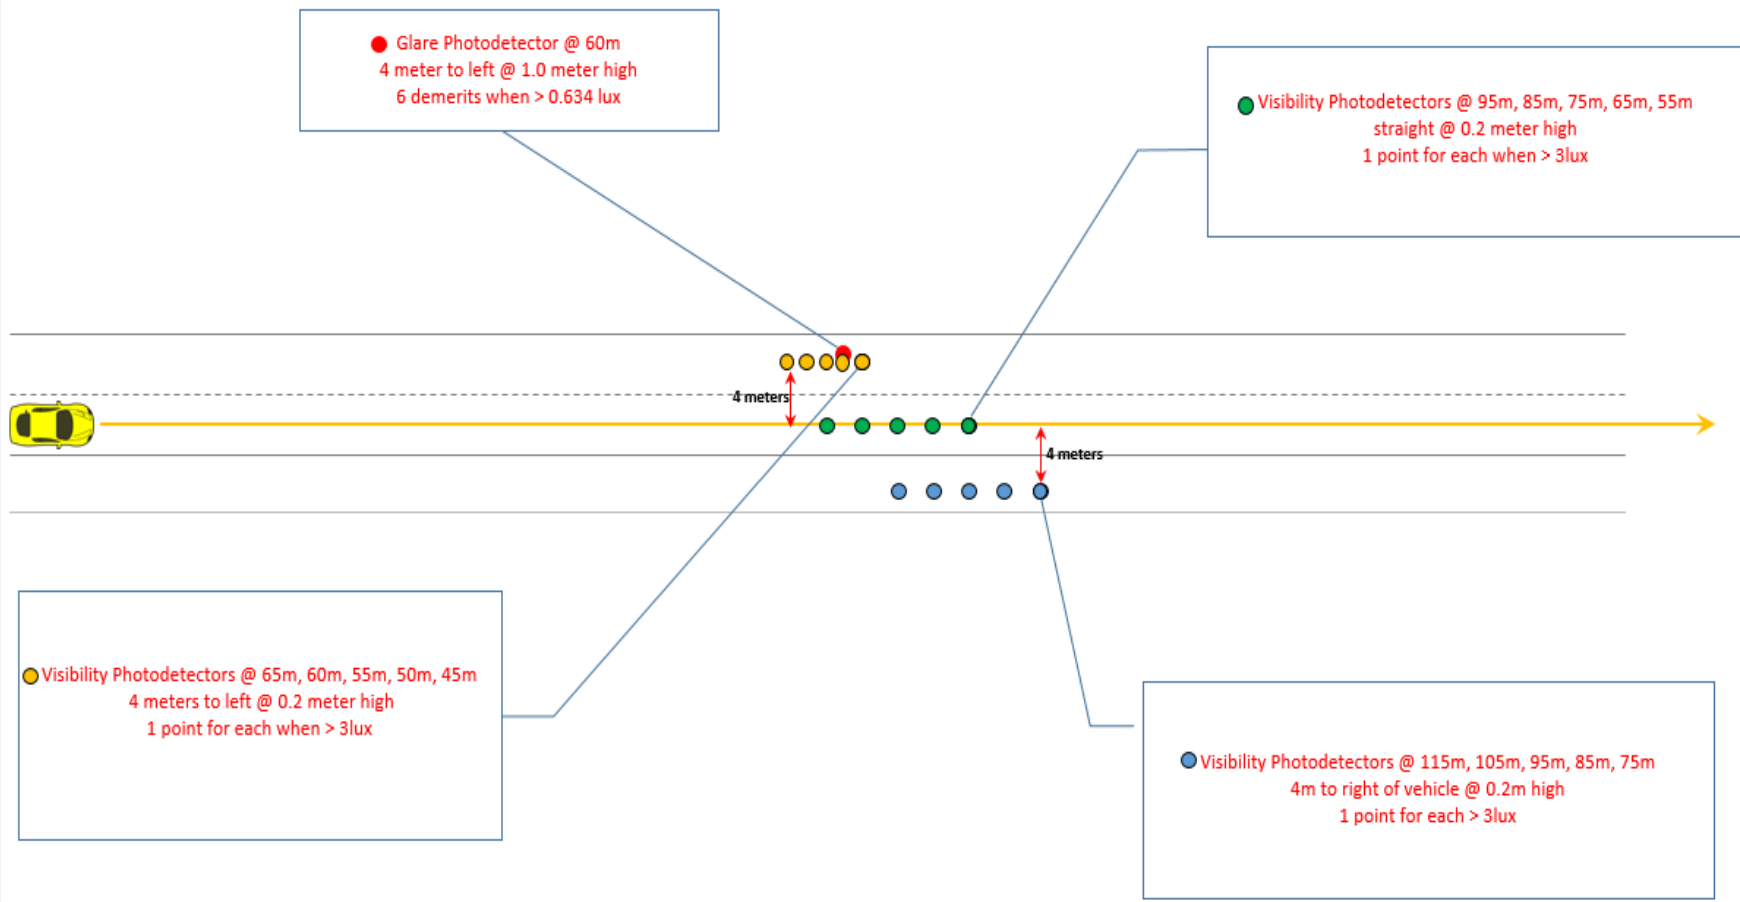 Glare Photodetector @ 60m
4 meter to left @ 1.0 meter high
6 demerits when > 0.634 lux
Visibility Photodetectors @ 95m, 85m, 75m, 65m, 55m
straight @ 0.2 meter high
1 point for each when > 3lux
4 meters
4 meters
Visibility Photodetectors @ 65m, 60m, 55m, 50m, 45m
4 meters to left @ 0.2 meter high
1 point for each when > 3lux
Visibility Photodetectors @ 115m, 105m, 95m, 85m, 75m
4m to right of vehicle @ 0.2m high
1 point for each > 3lux